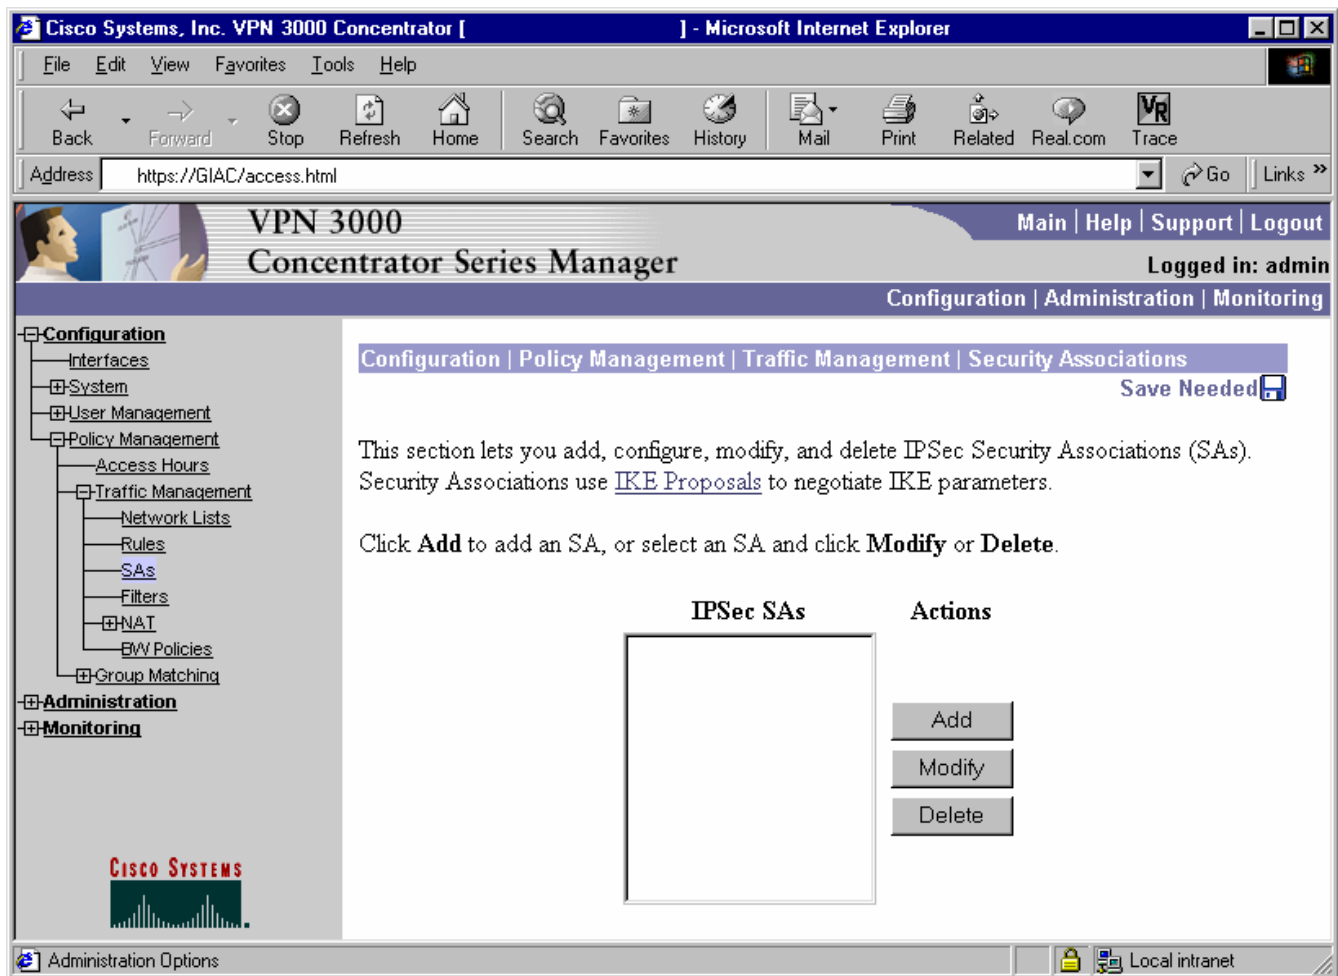 Cisco Systems, Inc. VPN 3000 Concentrator [ ] - Microsoft Internet Explorer
File Edit View Favorites Tools Help
Back Forward Stop Refresh Home Search Favorites History Mail Print Related Real.com Trace
Address https://GIAC/access.html Go Links »
VPN 3000
Concentrator Series Manager
Main | Help | Support | Logout
Logged in: admin
Configuration | Administration | Monitoring
Configuration
Interfaces
System
User Management
Policy Management
Access Hours
Traffic Management
Network Lists
Rules
SAs
Filters
NAT
BW Policies
Group Matching
Administration
Monitoring
CISCO SYSTEMS
Configuration | Policy Management | Traffic Management | Security Associations
Save Needed
This section lets you add, configure, modify, and delete IPSec Security Associations (SAs).
Security Associations use IKE Proposals to negotiate IKE parameters.
Click Add to add an SA, or select an SA and click Modify or Delete.
IPSec SAs Actions
Add
Modify
Delete
Administration Options Local intranet